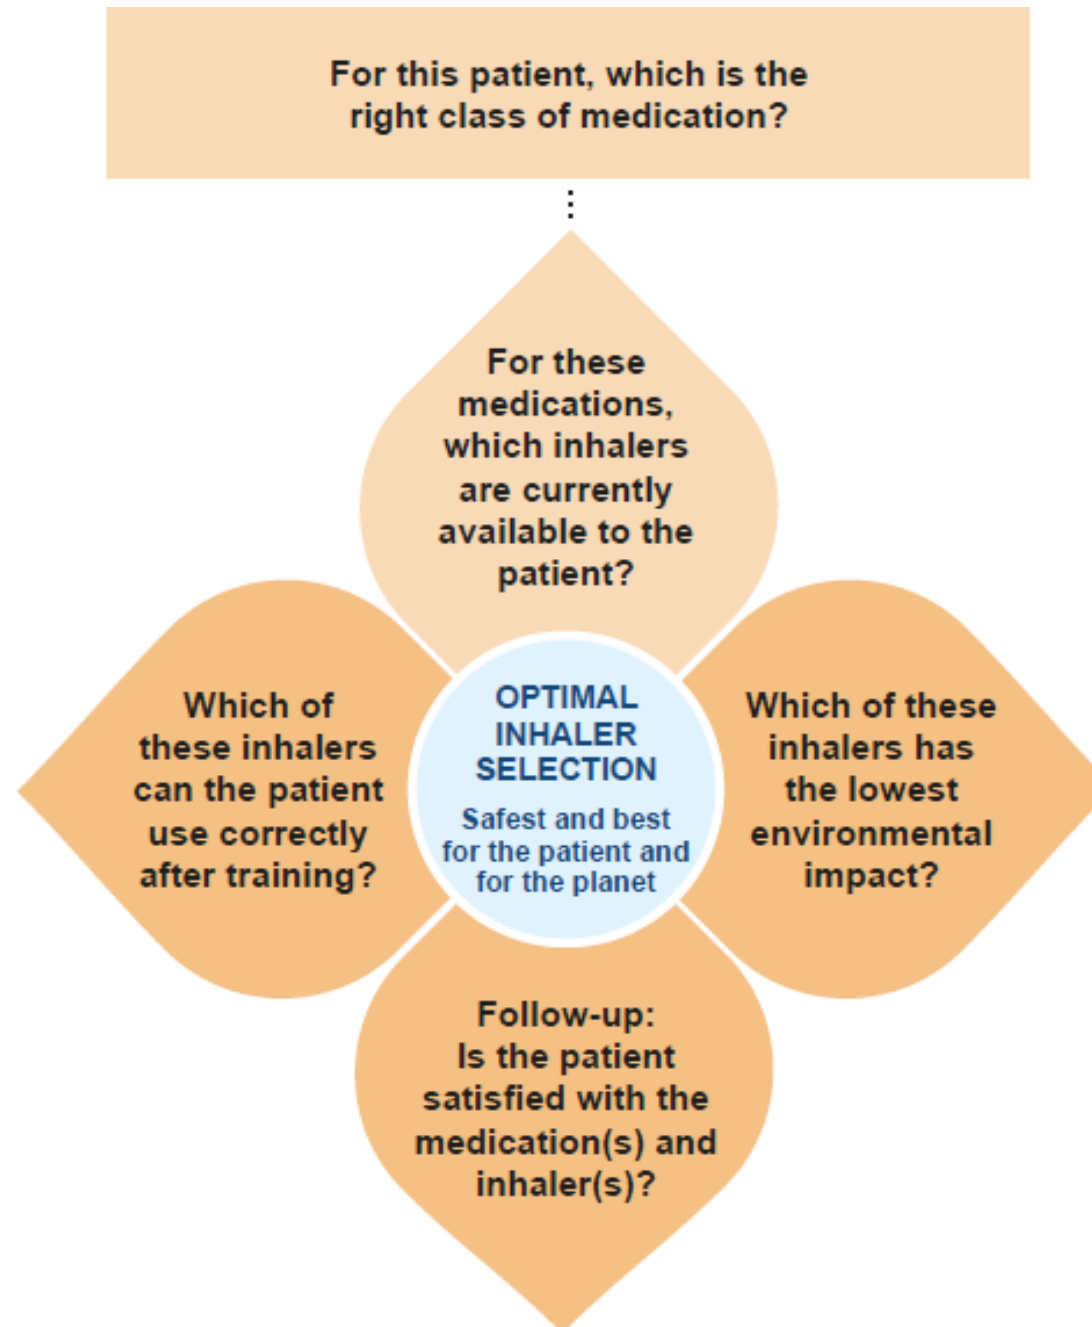 For this patient, which is the
right class of medication?
For these
medications,
which inhalers
are currently
available to the
patient?
Which of
these inhalers
can the patient
use correctly
after training?
OPTIMAL
INHALER
SELECTION
Safest and best
for the patient and
for the planet
Which of these
inhalers has
the lowest
environmental
impact?
Follow-up:
Is the patient
satisfied with the
medication(s) and
inhaler(s)?